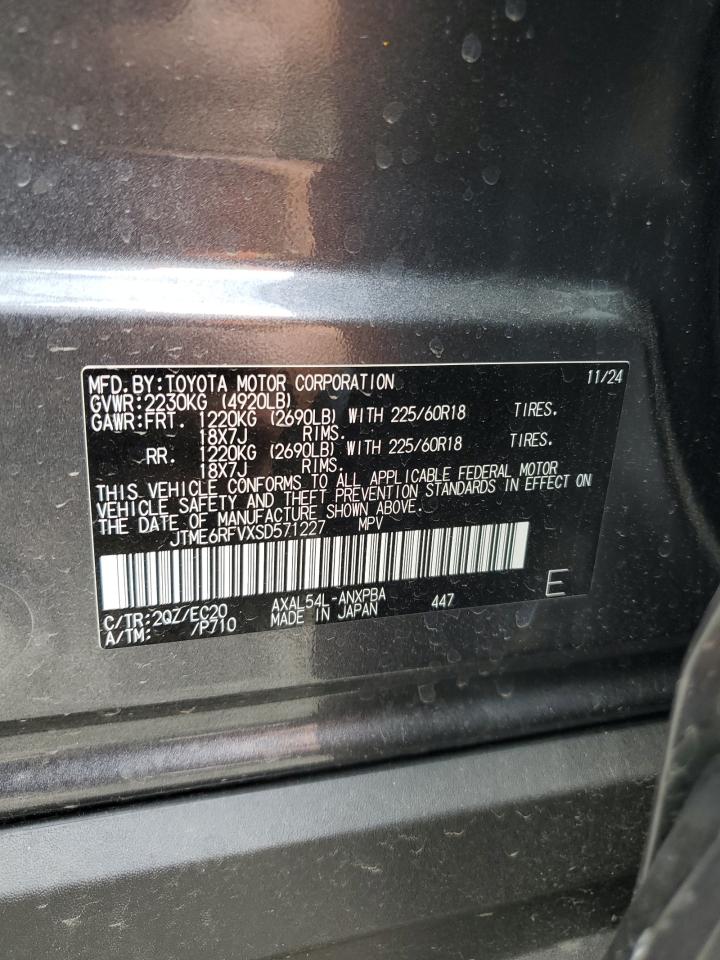 MFD.BY:TOYOTA MOTOR CORPORATION 11/24
GVWR:2230KG (4920LB)
GAWR:FRT. 1220KG (2690LB) WITH 225/60R18 TIRES.
18X7J RIMS.
RR. 1220KG (2690LB) WITH 225/60R18 TIRES.
18X7J RIMS.
THIS VEHICLE CONFORMS TO ALL APPLICABLE FEDERAL MOTOR
VEHICLE SAFETY AND THEFT PREVENTION STANDARDS IN EFFECT ON
THE DATE OF MANUFACTURE SHOWN ABOVE.
JTME6RFVXSD571227 MPV
E
C/TR:2QZ/EC20 AXAL54L-ANXPBA 447
A/TM: /P710 MADE IN JAPAN